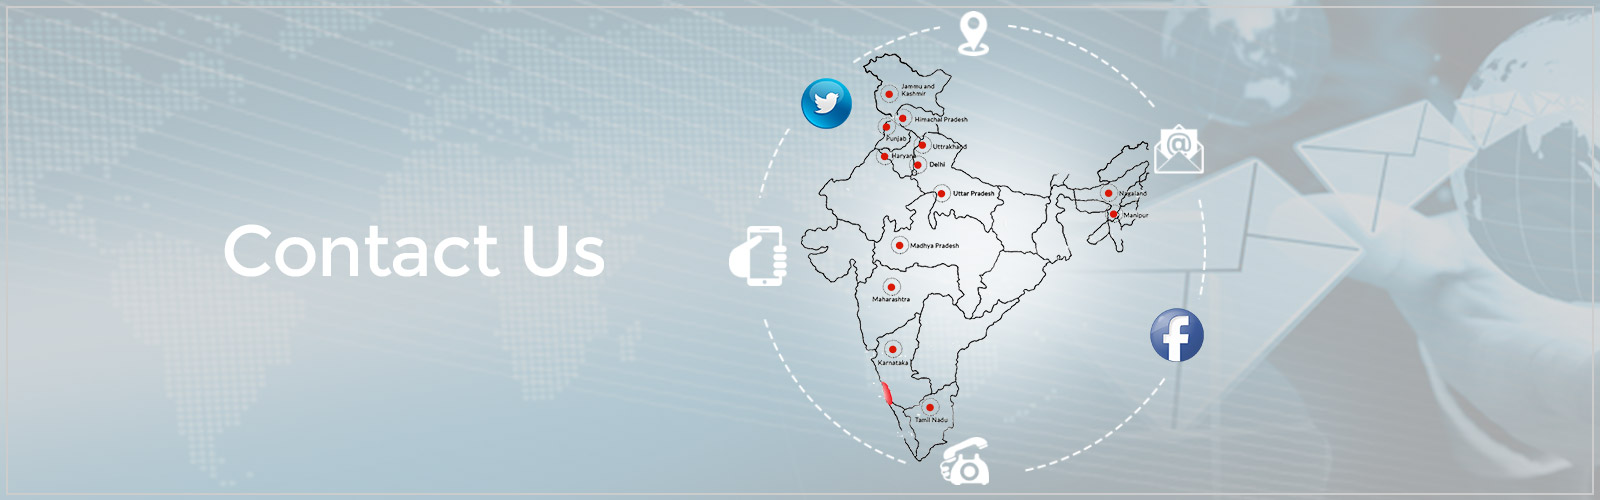 Contact Us
Jammu and
Kashmir
Himachal Pradesh
Punjab
Uttrakhand
Haryana
Delhi
Uttar Pradesh
Nagaland
Manipur
Madhya Pradesh
Maharashtra
Karnataka
Tamil Nadu